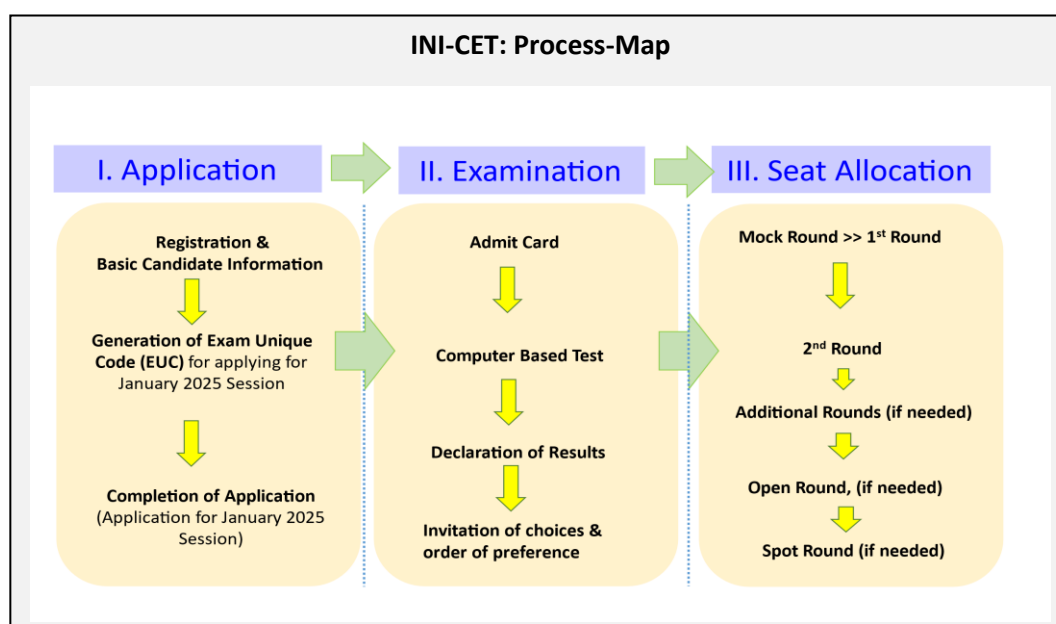 INI-CET: Process-Map
I. Application
Registration &
Basic Candidate Information
Generation of Exam Unique
Code (EUC) for applying for
January 2025 Session
Completion of Application
(Application for January 2025
Session)
II. Examination
Admit Card
Computer Based Test
Declaration of Results
Invitation of choices &
order of preference
III. Seat Allocation
Mock Round >> 1st Round
2nd Round
Additional Rounds (if needed)
Open Round, (if needed)
Spot Round (if needed)